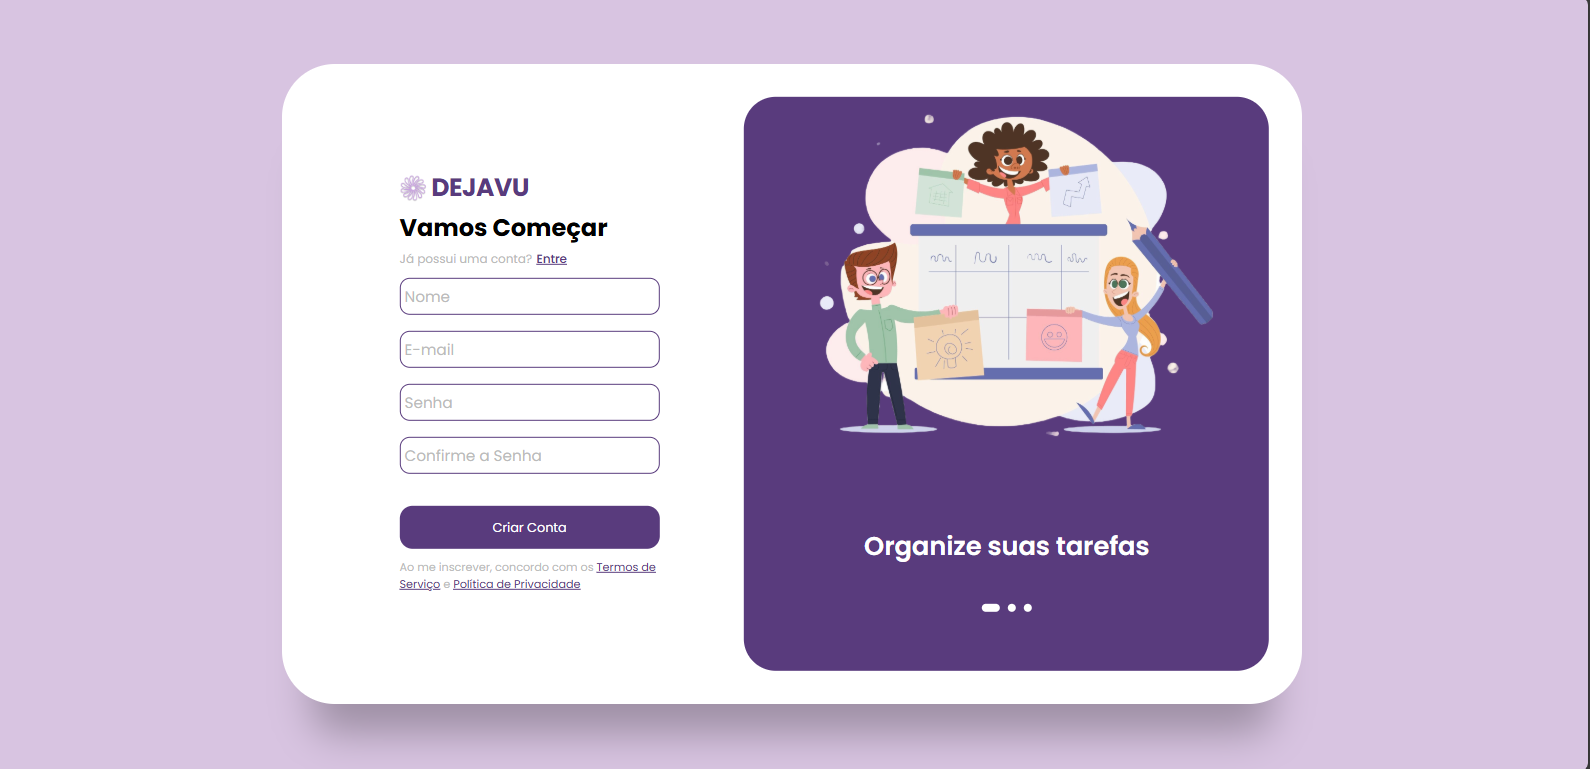 DEJAVU
Vamos Começar
Já possui uma conta? Entre
Nome
E-mail
Senha
Confirme a Senha
Criar Conta
Ao me inscrever, concordo com os Termos de
Serviço e Política de Privacidade
Organize suas tarefas